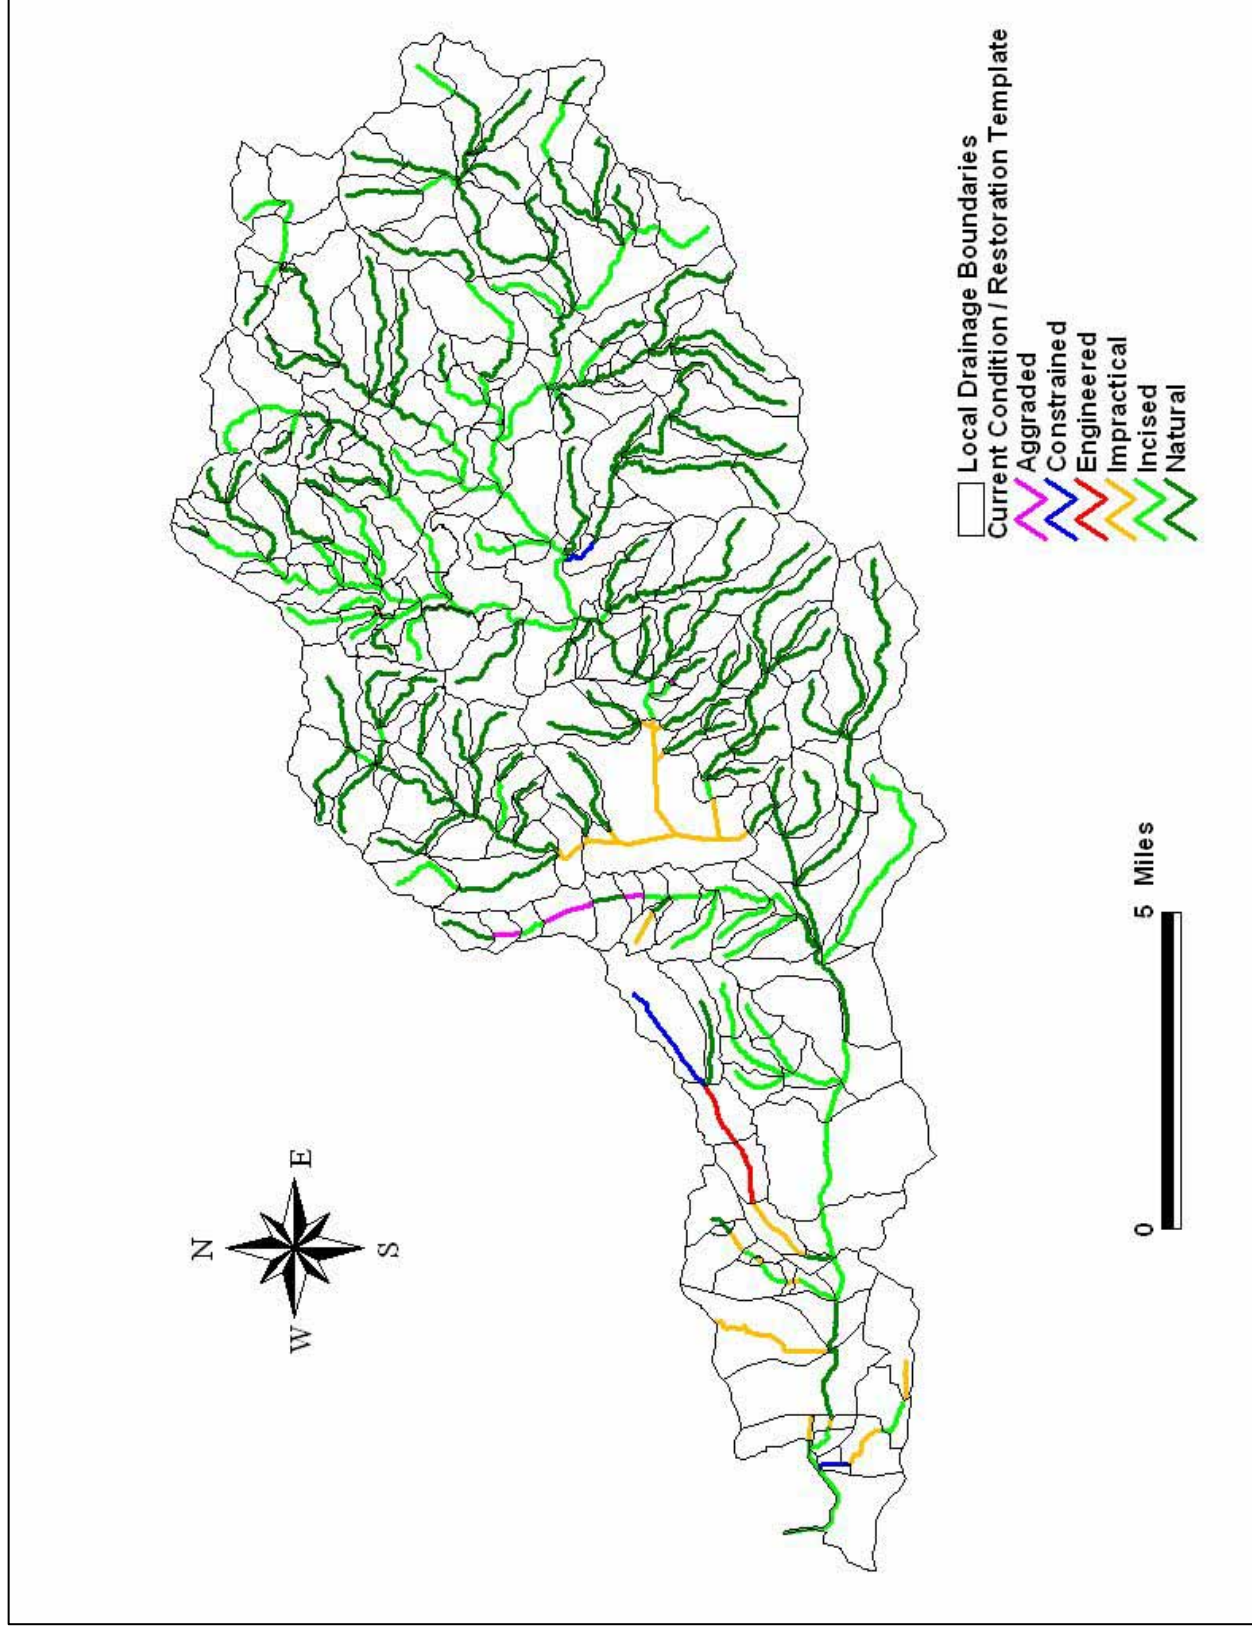 N
W
E
S
Local Drainage Boundaries
Current Condition / Restoration Template
Aggraded
Constrained
Engineered
Impractical
Incised
Natural
0
5 Miles